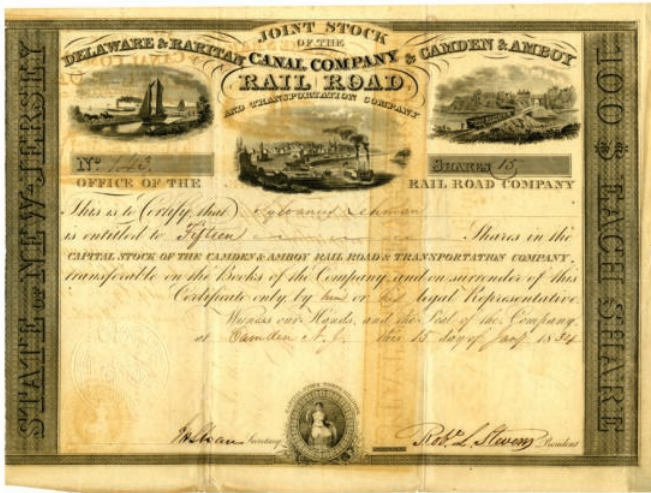 JOINT STOCK
OF THE
DELAWARE & RARITAN CANAL COMPANY & CAMDEN & AMBOY
RAIL ROAD
AND TRANSPORTATION COMPANY
No. 143.
SHARES 15
OFFICE OF THE RAIL ROAD COMPANY
This is to Certify, that Sylvanus Lehman
is entitled to Fifteen Shares in the
CAPITAL STOCK OF THE CAMDEN & AMBOY RAIL ROAD & TRANSPORTATION COMPANY,
transferable on the Books of the Company, and on surrender of this
Certificate only, by him or his legal Representative.
Witness our Hands, and the Seal of the Company,
at Camden N. J. this 15 day of Jany 1834
Secretary Robt. L. Stevens President
STATE OF NEW-JERSEY
100 $ EACH SHARE